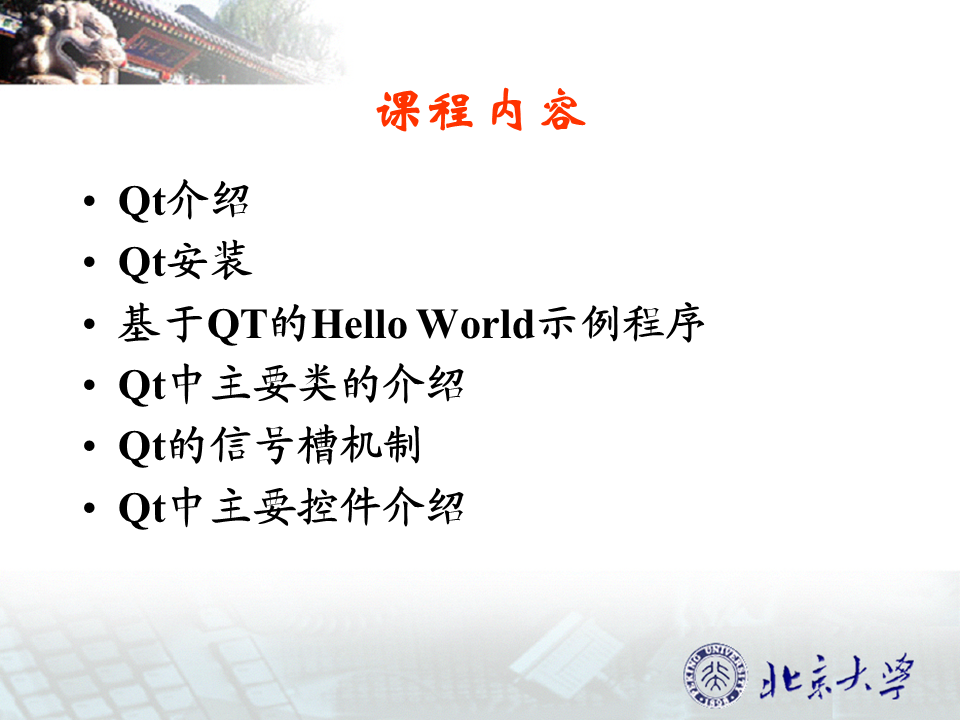 课程内容
• Qt介绍
• Qt安装
• 基于QT的Hello World示例程序
• Qt中主要类的介绍
• Qt的信号槽机制
• Qt中主要控件介绍
PEKING UNIVERSITY
1898
北京大学